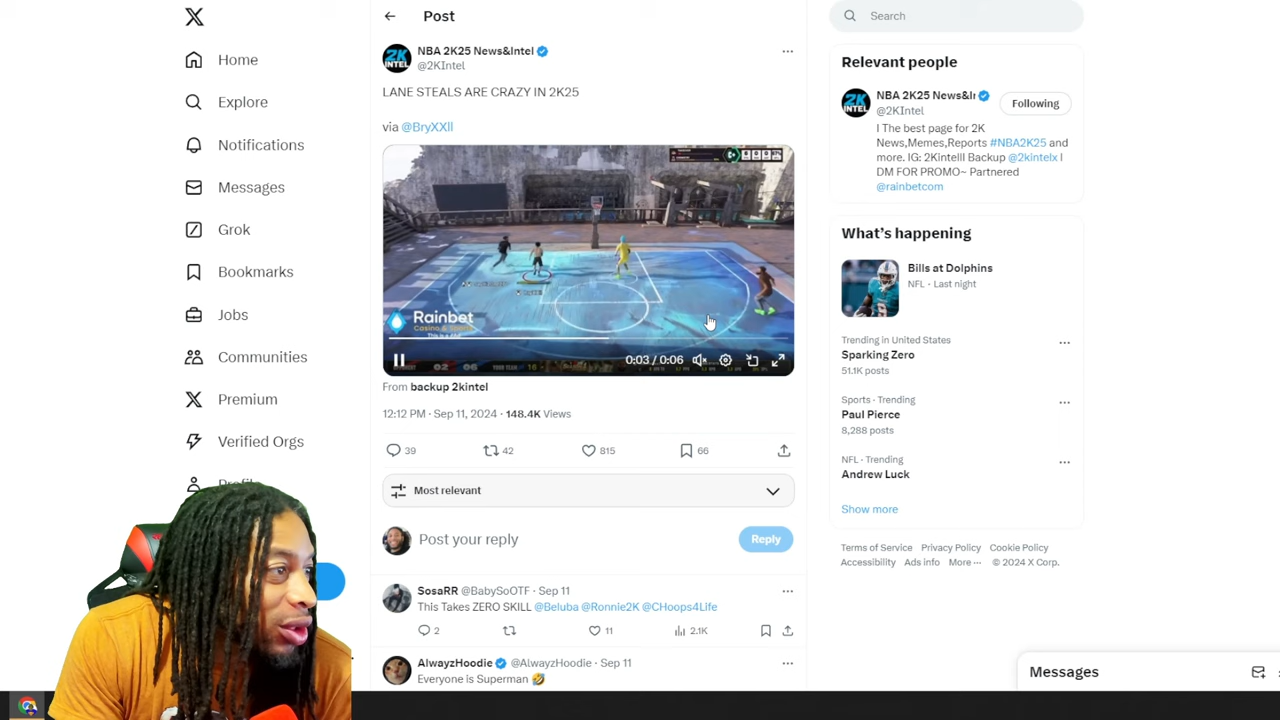 Post
Search
Home
Explore
Notifications
Messages
Grok
Bookmarks
Jobs
Communities
Premium
Verified Orgs
NBA 2K25 News&Intel
@2KIntel
LANE STEALS ARE CRAZY IN 2K25
via @BryXXll
2K
INTEL
Rainbet
Casino & Sports
0:03 / 0:06
From backup 2kintel
12:12 PM · Sep 11, 2024 · 148.4K Views
39
42
815
66
Most relevant
Post your reply
Reply
SosaRR @BabySoOTF · Sep 11
This Takes ZERO SKILL @Beluba @Ronnie2K @CHoops4Life
2
11
2.1K
AlwayzHoodie @AlwayzHoodie · Sep 11
Everyone is Superman 🤣
Relevant people
NBA 2K25 News&Ir
@2KIntel
Following
I The best page for 2K
News,Memes,Reports #NBA2K25 and
more. IG: 2Kintelll Backup @2kintelx I
DM FOR PROMO~ Partnered
@rainbetcom
What's happening
Bills at Dolphins
NFL · Last night
Trending in United States
Sparking Zero
51.1K posts
Sports · Trending
Paul Pierce
8,288 posts
NFL · Trending
Andrew Luck
Show more
Terms of Service Privacy Policy Cookie Policy
Accessibility Ads info More ··· © 2024 X Corp.
Messages